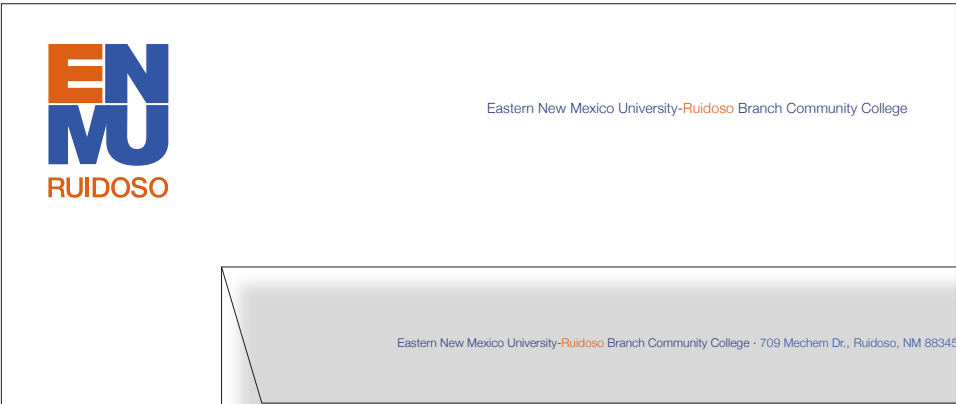 EN
MU
RUIDOSO
Eastern New Mexico University-Ruidoso Branch Community College
Eastern New Mexico University-Ruidoso Branch Community College · 709 Mechem Dr., Ruidoso, NM 88345